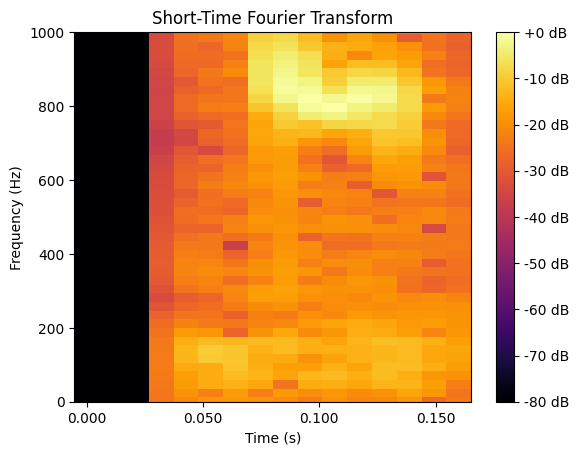 Short-Time Fourier Transform
1000
800
600
400
200
0
Frequency (Hz)
0.000
0.050
0.100
0.150
Time (s)
+0 dB
-10 dB
-20 dB
-30 dB
-40 dB
-50 dB
-60 dB
-70 dB
-80 dB